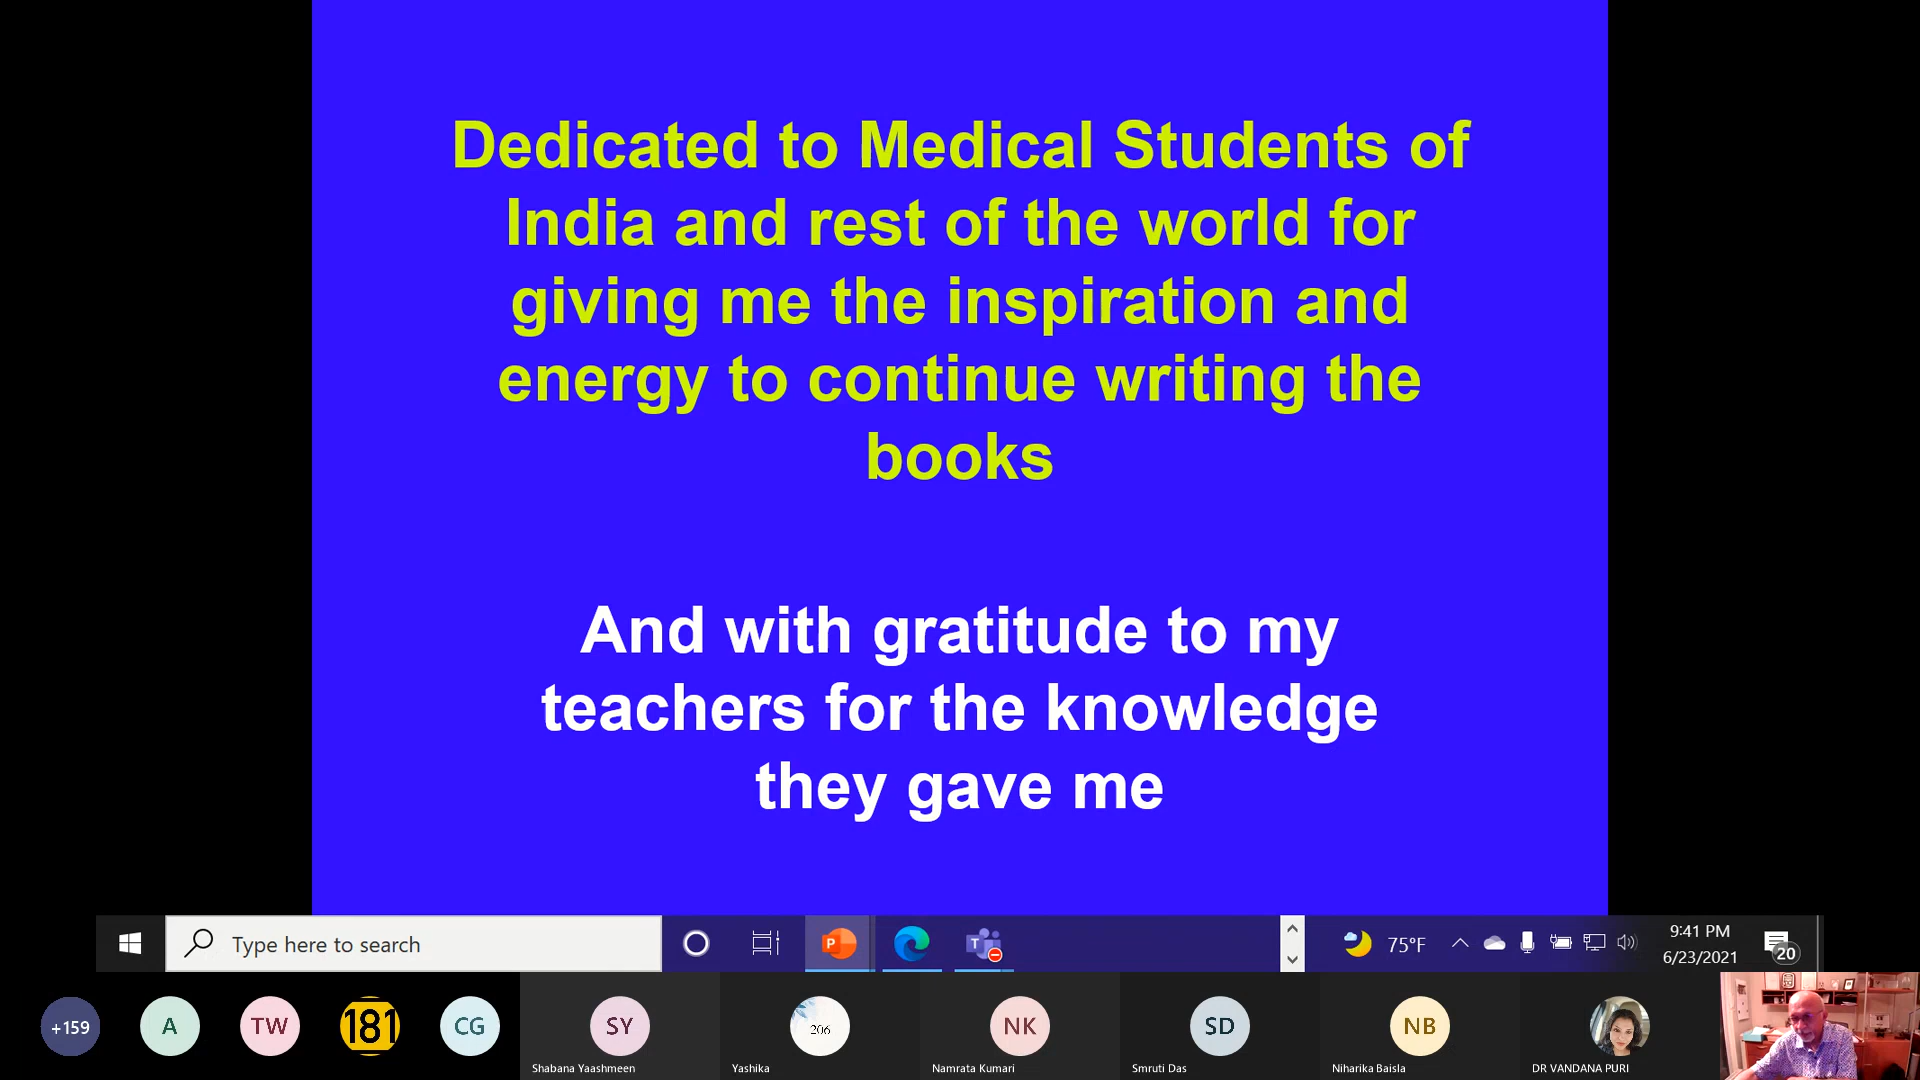 Dedicated to Medical Students of
India and rest of the world for
giving me the inspiration and
energy to continue writing the
books
And with gratitude to my
teachers for the knowledge
they gave me
Type here to search
75°F
9:41 PM
6/23/2021
20
+159
A
TW
181
CG
SY
206
NK
SD
NB
Shabana Yaashmeen
Yashika
Namrata Kumari
Smruti Das
Niharika Baisla
DR VANDANA PURI